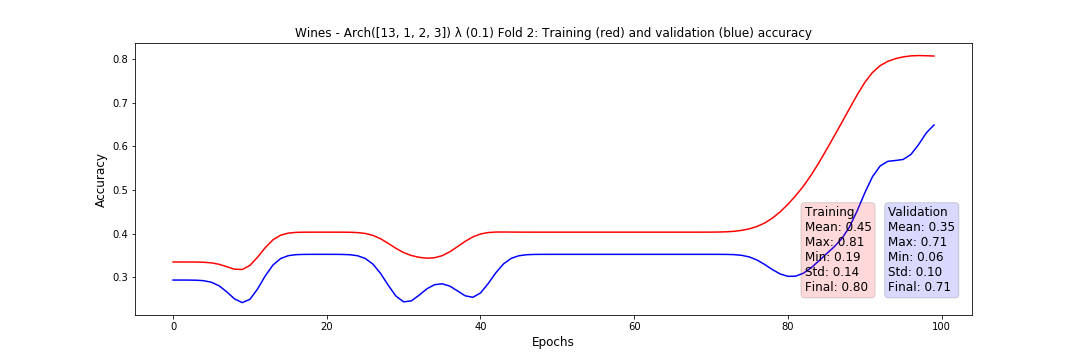 Wines - Arch([13, 1, 2, 3]) λ (0.1) Fold 2: Training (red) and validation (blue) accuracy
Accuracy
0.8
0.7
0.6
0.5
0.4
0.3
Training
Mean: 0.45
Max: 0.81
Min: 0.19
Std: 0.14
Final: 0.80
Validation
Mean: 0.35
Max: 0.71
Min: 0.06
Std: 0.10
Final: 0.71
0 20 40 60 80 100
Epochs